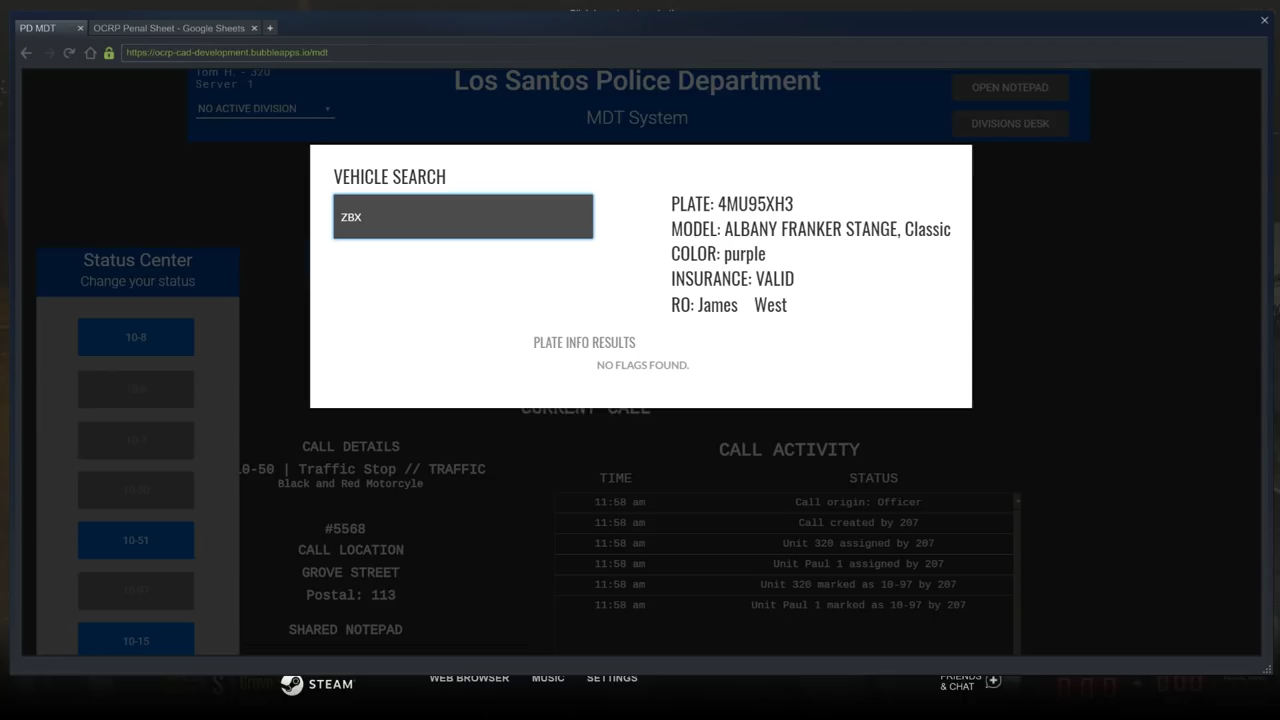 PD MDT
OCRP Penal Sheet - Google Sheets
https://ocrp-cad-development.bubbleapps.io/mdt
Tom H. - 320
Server 1
NO ACTIVE DIVISION
Los Santos Police Department
MDT System
OPEN NOTEPAD
DIVISIONS DESK
VEHICLE SEARCH
ZBX
PLATE: 4MU95XH3
MODEL: ALBANY FRANKER STANGE, Classic
COLOR: purple
INSURANCE: VALID
RO: James West
PLATE INFO RESULTS
NO FLAGS FOUND.
Status Center
Change your status
10-8
10-51
10-15
CURRENT CALL
CALL DETAILS
10-50 | Traffic Stop // TRAFFIC
Black and Red Motorcyle
#5568
CALL LOCATION
GROVE STREET
Postal: 113
SHARED NOTEPAD
CALL ACTIVITY
TIME STATUS
11:58 am Call origin: Officer
11:58 am Call created by 207
11:58 am Unit 320 assigned by 207
11:58 am Unit Paul 1 assigned by 207
11:58 am Unit 320 marked as 10-97 by 207
11:58 am Unit Paul 1 marked as 10-97 by 207
STEAM
WEB BROWSER
MUSIC
SETTINGS
FRIENDS
& CHAT